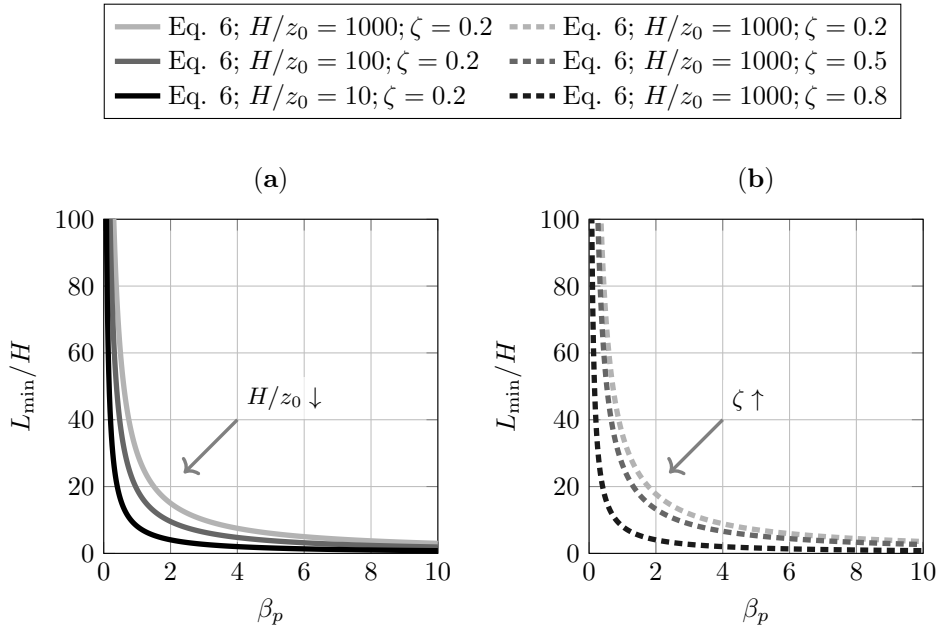 Eq. 6; H/z₀ = 1000; ζ = 0.2 Eq. 6; H/z₀ = 1000; ζ = 0.2
Eq. 6; H/z₀ = 100; ζ = 0.2 Eq. 6; H/z₀ = 1000; ζ = 0.5
Eq. 6; H/z₀ = 10; ζ = 0.2 Eq. 6; H/z₀ = 1000; ζ = 0.8
(a)
100
80
60
40
20
0
L_min/H
H/z₀ ↓
0 2 4 6 8 10
β_p
(b)
100
80
60
40
20
0
L_min/H
ζ ↑
0 2 4 6 8 10
β_p